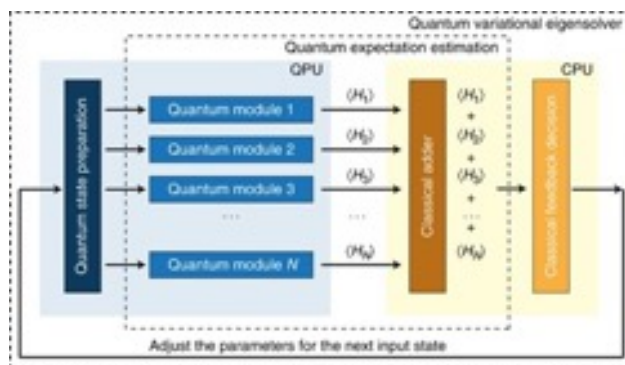 Quantum variational eigensolver
Quantum expectation estimation
QPU
CPU
Quantum state preparation
Quantum module 1
Quantum module 2
Quantum module 3
...
Quantum module N
⟨H₁⟩
⟨H₂⟩
⟨H₃⟩
...
⟨H_N⟩
Classical adder
⟨H₁⟩
+
⟨H₂⟩
+
⟨H₃⟩
+
...
+
⟨H_N⟩
Classical feedback decision
Adjust the parameters for the next input state